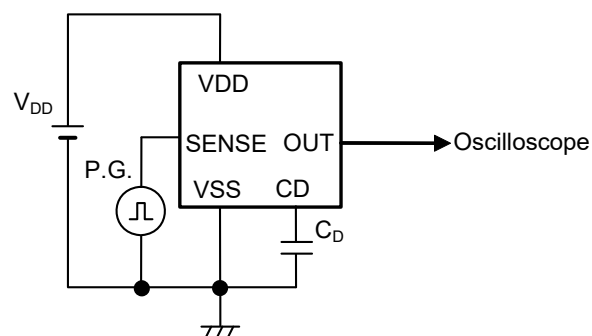 VDD
VDD
SENSE OUT
Oscilloscope
P.G.
VSS CD
CD